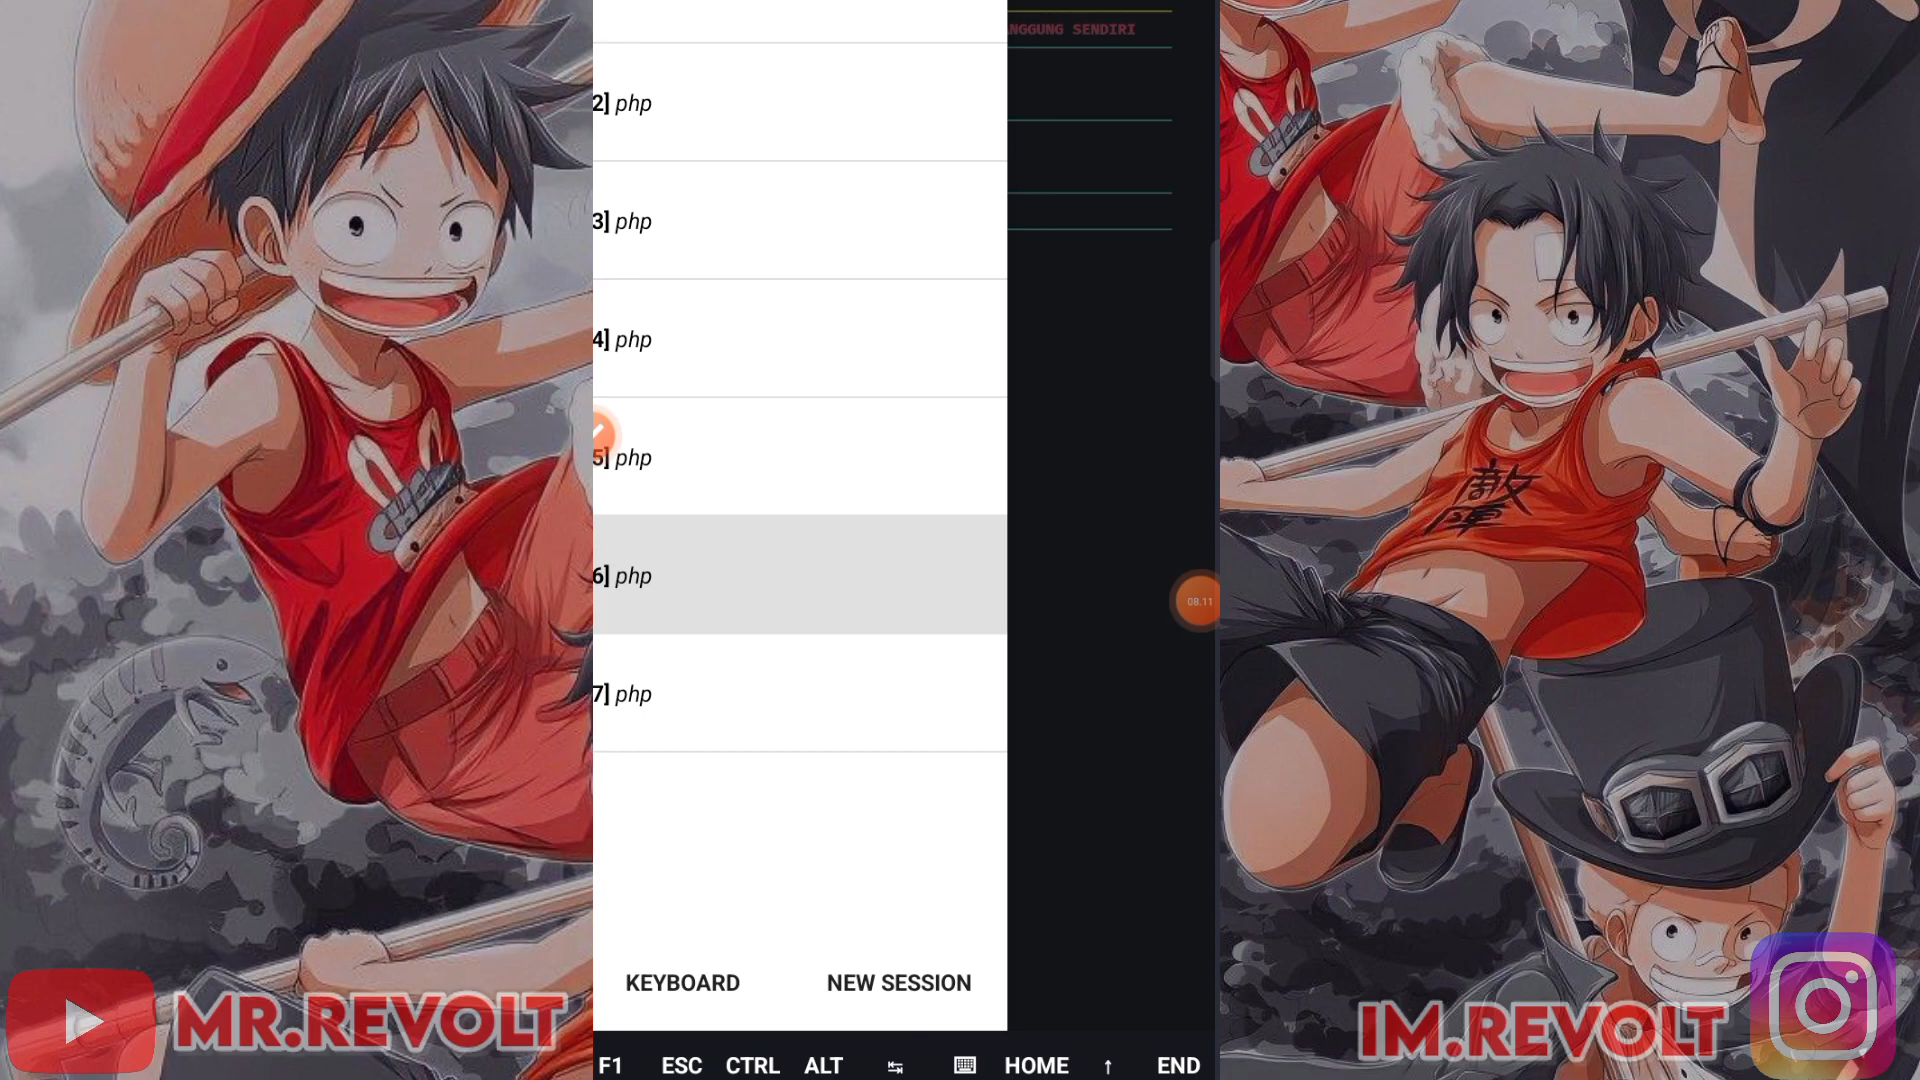 NGGUNG SENDIRI
2] php
3] php
4] php
5] php
6] php
7] php
08.11
敵
KEYBOARD NEW SESSION
MR.REVOLT
IM.REVOLT
F1 ESC CTRL ALT ↹ HOME ↑ END